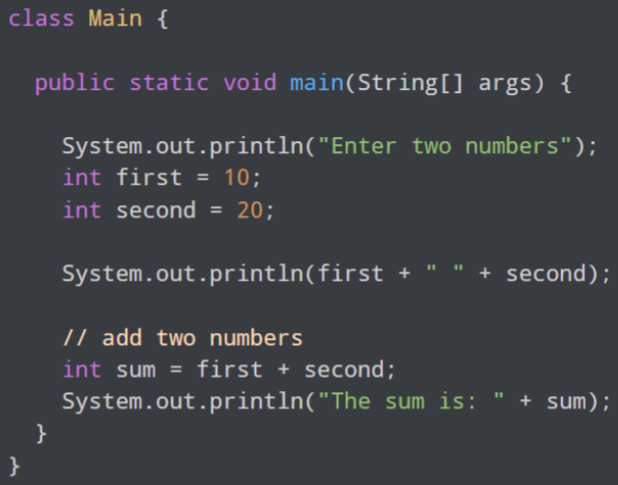 class Main {
public static void main(String[] args) {
System.out.println("Enter two numbers");
int first = 10;
int second = 20;
System.out.println(first + " " + second);
// add two numbers
int sum = first + second;
System.out.println("The sum is: " + sum);
}
}